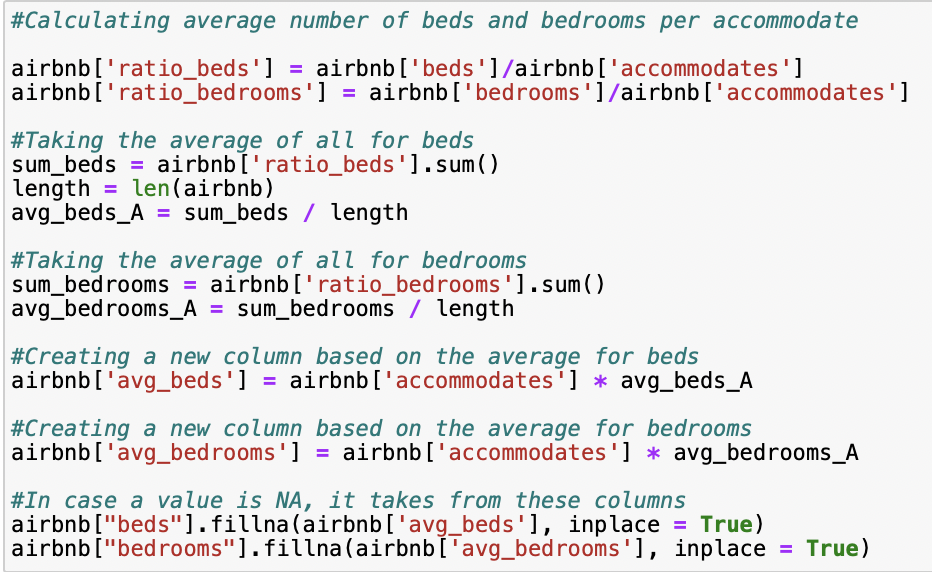 #Calculating average number of beds and bedrooms per accommodate
airbnb['ratio_beds'] = airbnb['beds']/airbnb['accommodates']
airbnb['ratio_bedrooms'] = airbnb['bedrooms']/airbnb['accommodates']
#Taking the average of all for beds
sum_beds = airbnb['ratio_beds'].sum()
length = len(airbnb)
avg_beds_A = sum_beds / length
#Taking the average of all for bedrooms
sum_bedrooms = airbnb['ratio_bedrooms'].sum()
avg_bedrooms_A = sum_bedrooms / length
#Creating a new column based on the average for beds
airbnb['avg_beds'] = airbnb['accommodates'] * avg_beds_A
#Creating a new column based on the average for bedrooms
airbnb['avg_bedrooms'] = airbnb['accommodates'] * avg_bedrooms_A
#In case a value is NA, it takes from these columns
airbnb["beds"].fillna(airbnb['avg_beds'], inplace = True)
airbnb["bedrooms"].fillna(airbnb['avg_bedrooms'], inplace = True)